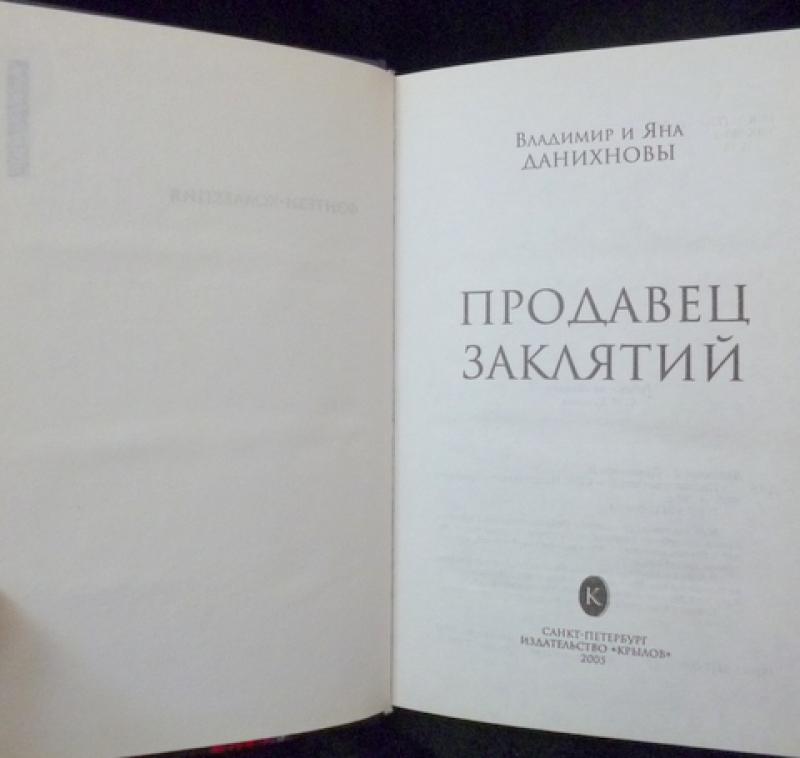 Владимир и Яна
ДАНИХНОВЫ
ПРОДАВЕЦ
ЗАКЛЯТИЙ
К
САНКТ-ПЕТЕРБУРГ
ИЗДАТЕЛЬСТВО «КРЫЛОВ»
2005